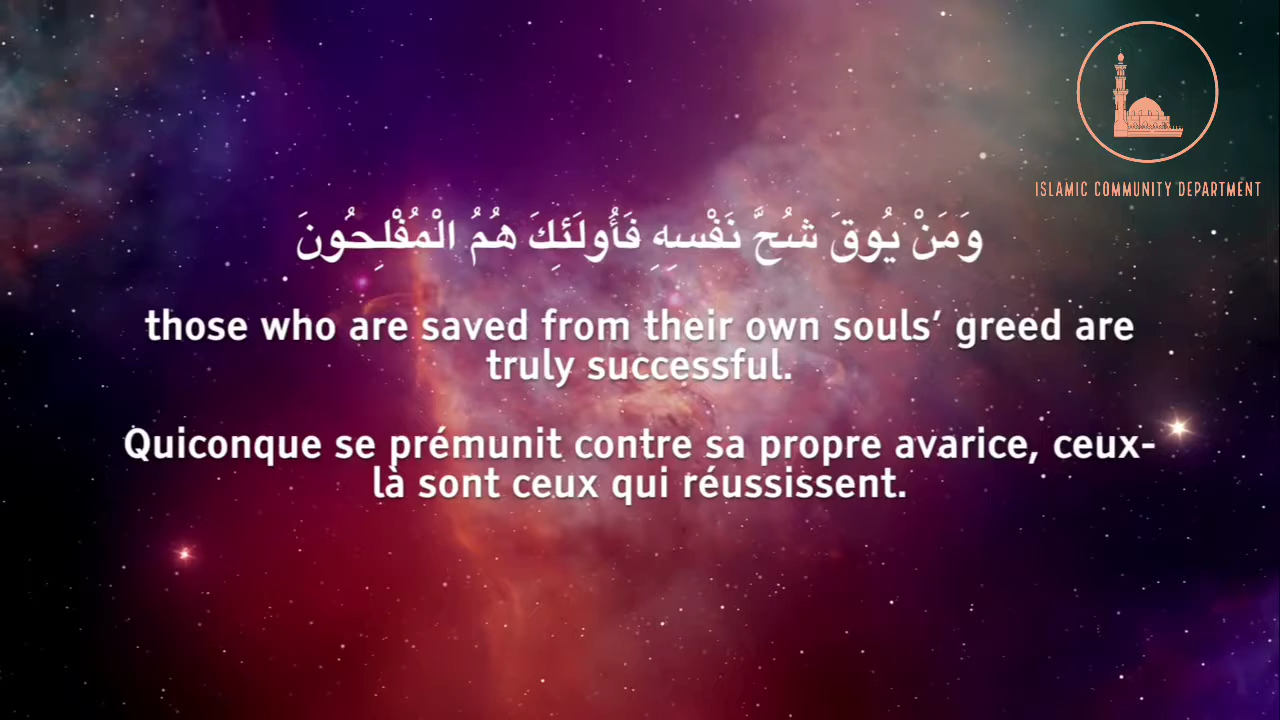 ISLAMIC COMMUNITY DEPARTMENT
وَمَنْ يُوقَ شُحَّ نَفْسِهِ فَأُولَئِكَ هُمُ الْمُفْلِحُونَ
those who are saved from their own souls’ greed are
truly successful.
Quiconque se prémunit contre sa propre avarice, ceux-
là sont ceux qui réussissent.